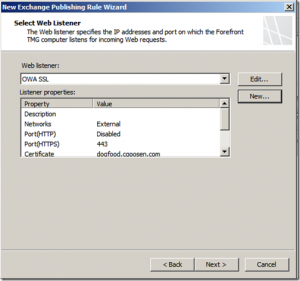 New Exchange Publishing Rule Wizard
Select Web Listener
The Web listener specifies the IP addresses and port on which the Forefront
TMG computer listens for incoming Web requests.
Web listener:
OWA SSL
Edit...
Listener properties:
New...
Property Value
Description
Networks External
Port(HTTP) Disabled
Port(HTTPS) 443
Certificate dogfood.cgoosen.com
< Back Next > Cancel